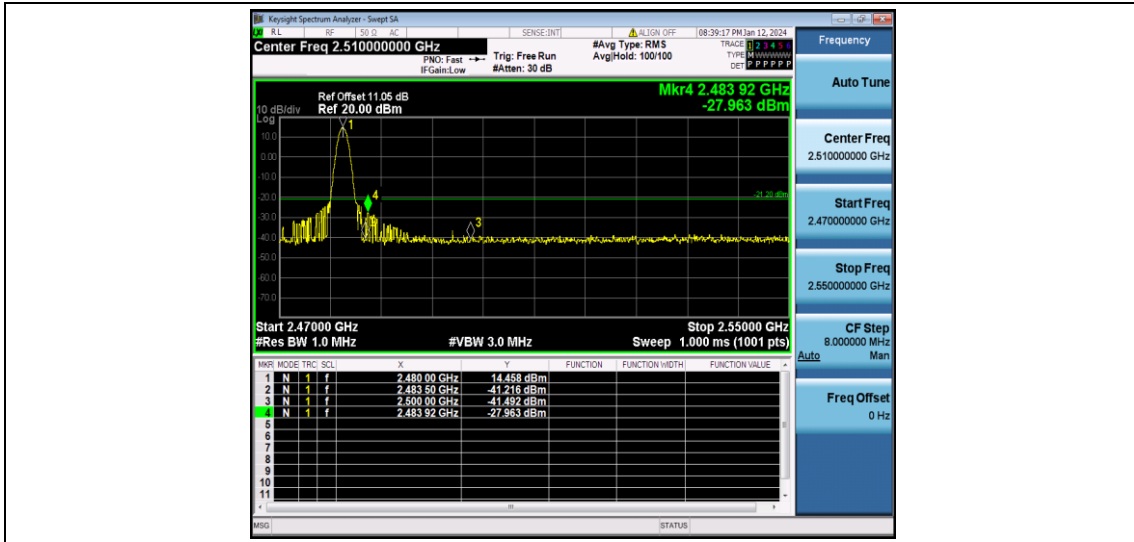 Keysight Spectrum Analyzer - Swept SA
RL RF 50 Ω AC SENSE:INT ALIGN OFF 08:39:17 PM Jan 12, 2024
Center Freq 2.510000000 GHz
#Avg Type: RMS
TRACE 1 2 3 4 5 6
PNO: Fast Trig: Free Run Avg|Hold: 100/100
TYPE M W W W W W
IFGain:Low #Atten: 30 dB
DET P P P P P P
Frequency
Auto Tune
Center Freq
2.510000000 GHz
Start Freq
2.470000000 GHz
Stop Freq
2.550000000 GHz
CF Step
8.000000 MHz
Auto Man
Freq Offset
0 Hz
Mkr4 2.483 92 GHz
-27.963 dBm
Ref Offset 11.05 dB
10 dB/div Ref 20.00 dBm
Log
1
10.0
0.00
-10.0
4
-20.0
-21.20 dBm
-30.0
3
-40.0
-50.0
-60.0
-70.0
Start 2.47000 GHz Stop 2.55000 GHz
#Res BW 1.0 MHz #VBW 3.0 MHz Sweep 1.000 ms (1001 pts)
MKR MODE TRC SCL X Y FUNCTION FUNCTION WIDTH FUNCTION VALUE
1 N 1 f 2.480 00 GHz 14.458 dBm
2 N 1 f 2.483 50 GHz -41.216 dBm
3 N 1 f 2.500 00 GHz -41.492 dBm
4 N 1 f 2.483 92 GHz -27.963 dBm
5
6
7
8
9
10
11
MSG STATUS